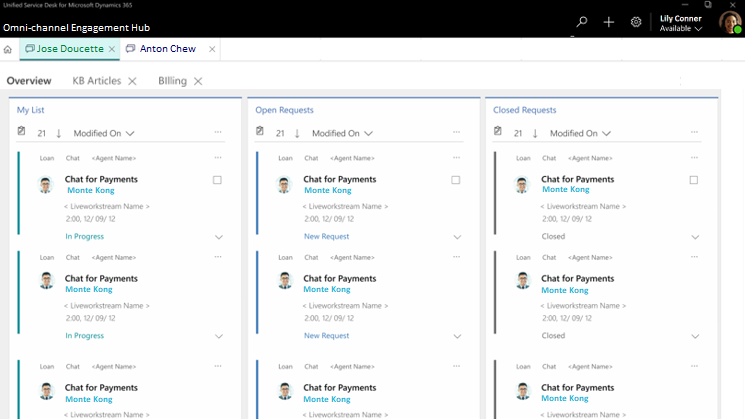 Unified Service Desk for Microsoft Dynamics 365
Omni-channel Engagement Hub
Lily Conner
Available
Jose Doucette
Anton Chew
Overview KB Articles BIlling
My List
21 Modified On
Loan Chat <Agent Name>
Chat for Payments
Monte Kong
< Liveworkstream Name >
2:00, 12/ 09/ 12
In Progress
Loan Chat <Agent Name>
Chat for Payments
Monte Kong
< Liveworkstream Name >
2:00, 12/ 09/ 12
In Progress
Loan Chat <Agent Name>
Chat for Payments
Monte Kong
Open Requests
21 Modified On
Loan Chat <Agent Name>
Chat for Payments
Monte Kong
< Liveworkstream Name >
2:00, 12/ 09/ 12
New Request
Loan Chat <Agent Name>
Chat for Payments
Monte Kong
< Liveworkstream Name >
2:00, 12/ 09/ 12
New Request
Loan Chat <Agent Name>
Chat for Payments
Monte Kong
Closed Requests
21 Modified On
Loan Chat <Agent Name>
Chat for Payments
Monte Kong
< Liveworkstream Name >
2:00, 12/ 09/ 12
Closed
Loan Chat <Agent Name>
Chat for Payments
Monte Kong
< Liveworkstream Name >
2:00, 12/ 09/ 12
Closed
Loan Chat <Agent Name>
Chat for Payments
Monte Kong